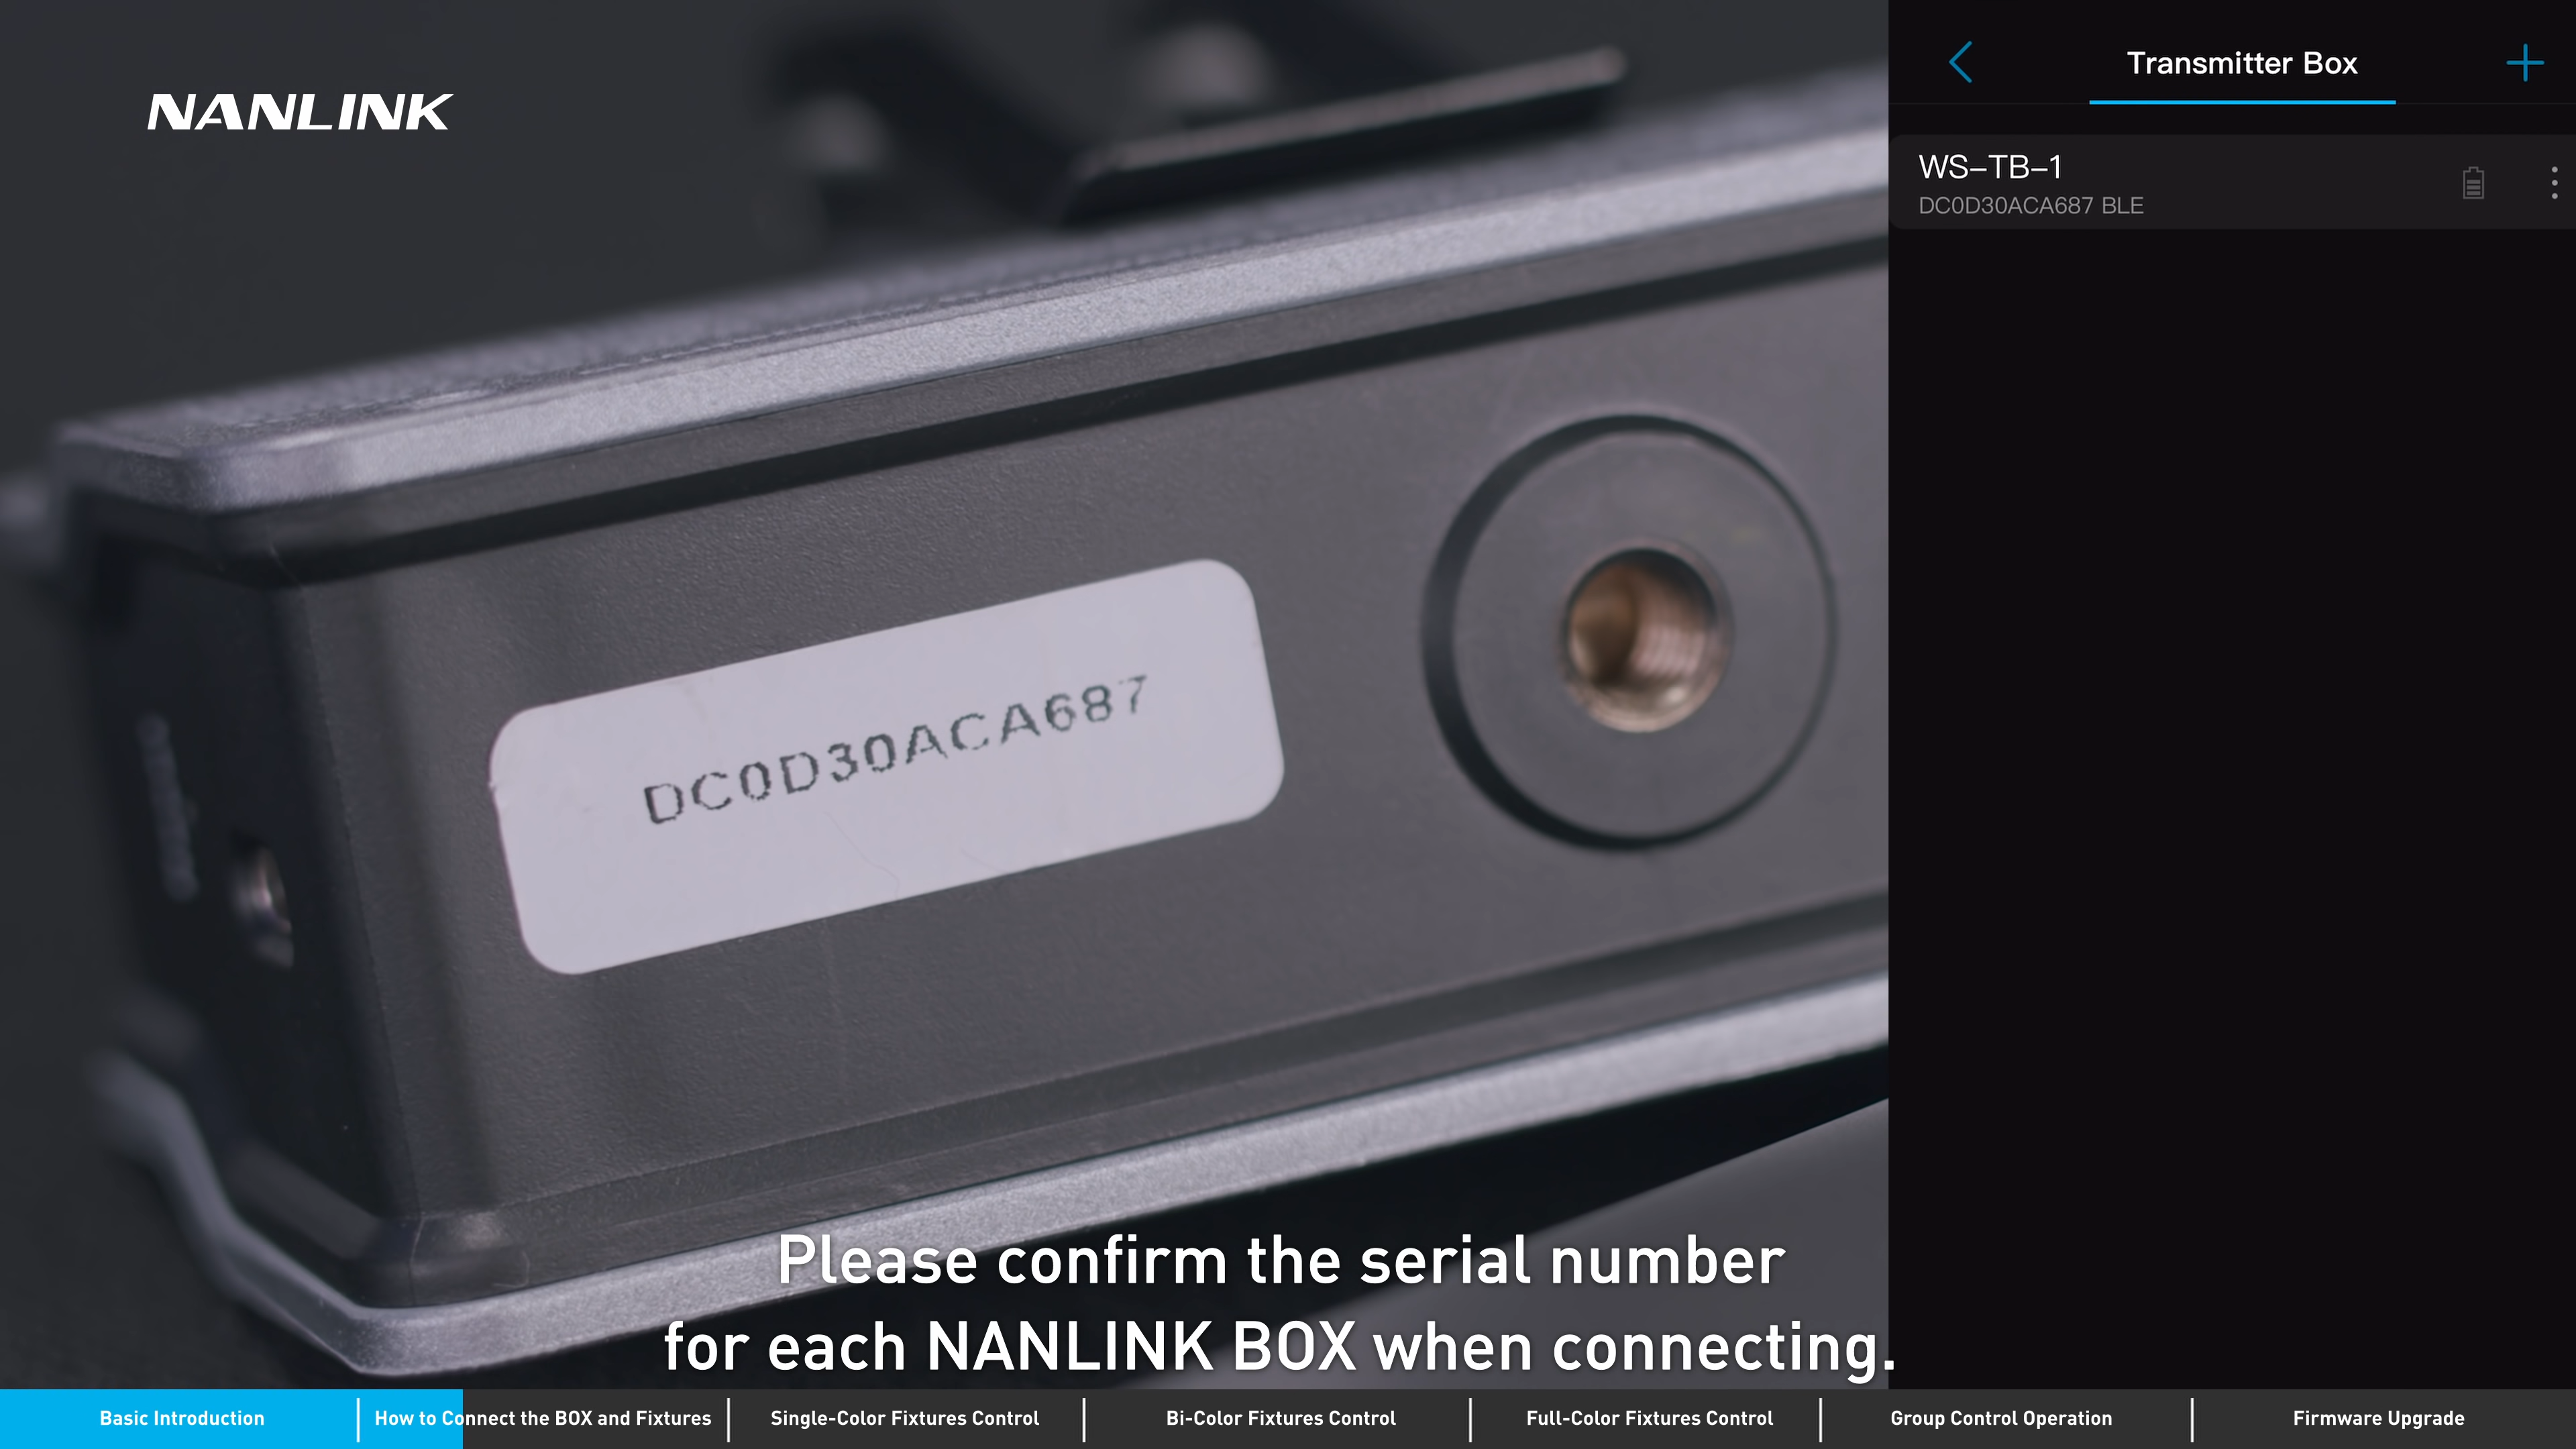 NANLINK
Transmitter Box
WS–TB–1
DC0D30ACA687 BLE
DC0D30ACA687
Please confirm the serial number
for each NANLINK BOX when connecting.
Basic Introduction
How to Connect the BOX and Fixtures
Single-Color Fixtures Control
Bi-Color Fixtures Control
Full-Color Fixtures Control
Group Control Operation
Firmware Upgrade